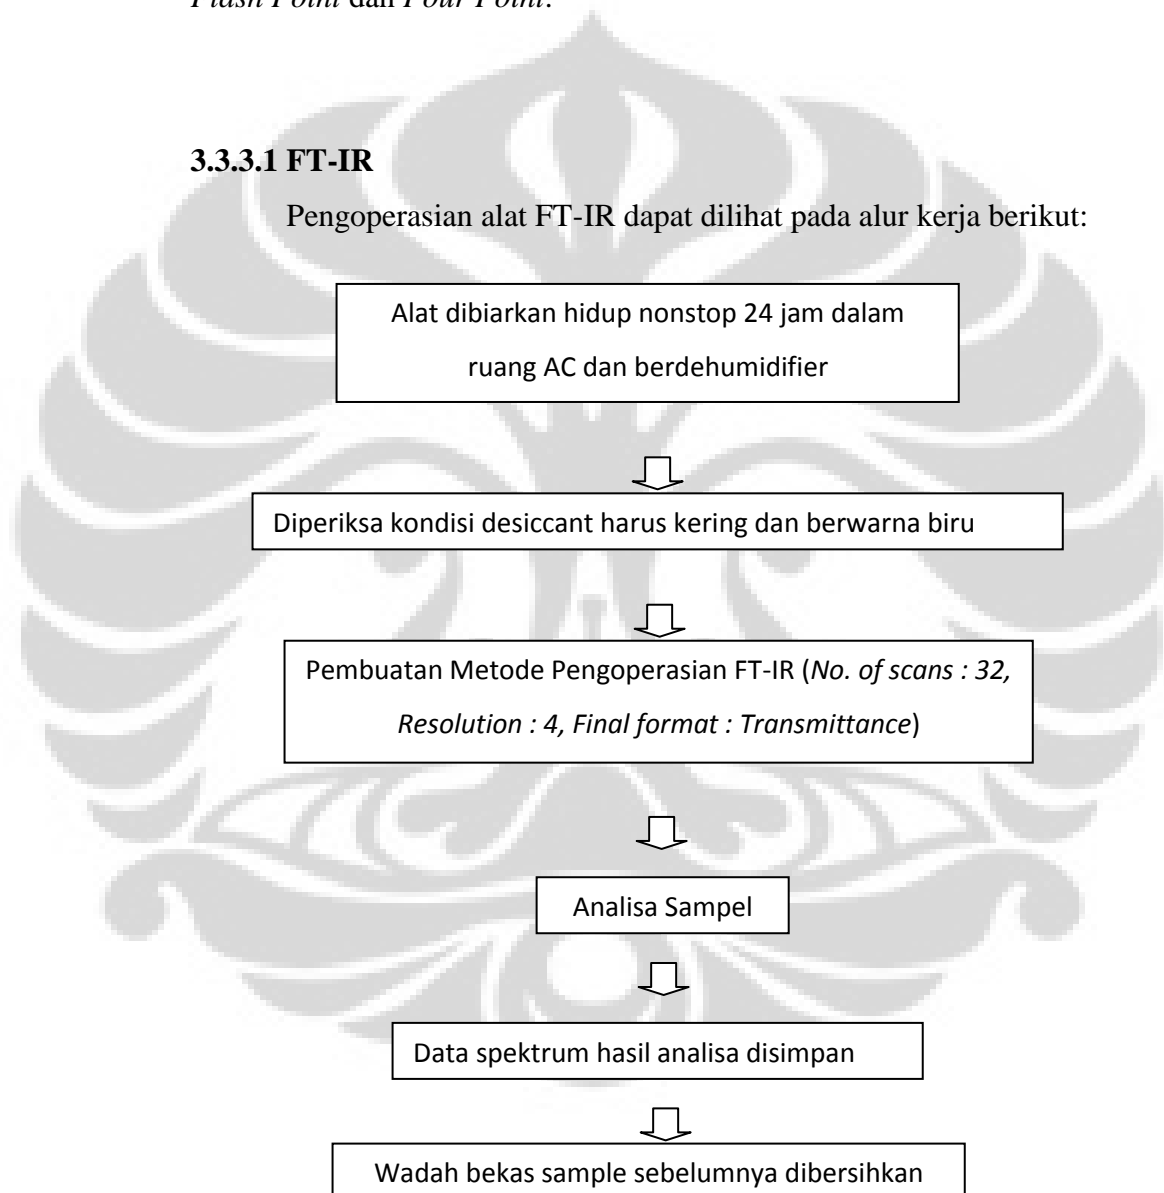 Flash Point dan Pour Point.
3.3.3.1 FT-IR
Pengoperasian alat FT-IR dapat dilihat pada alur kerja berikut:
Alat dibiarkan hidup nonstop 24 jam dalam
ruang AC dan berdehumidifier
Diperiksa kondisi desiccant harus kering dan berwarna biru
Pembuatan Metode Pengoperasian FT-IR (No. of scans : 32,
Resolution : 4, Final format : Transmittance)
Analisa Sampel
Data spektrum hasil analisa disimpan
Wadah bekas sample sebelumnya dibersihkan